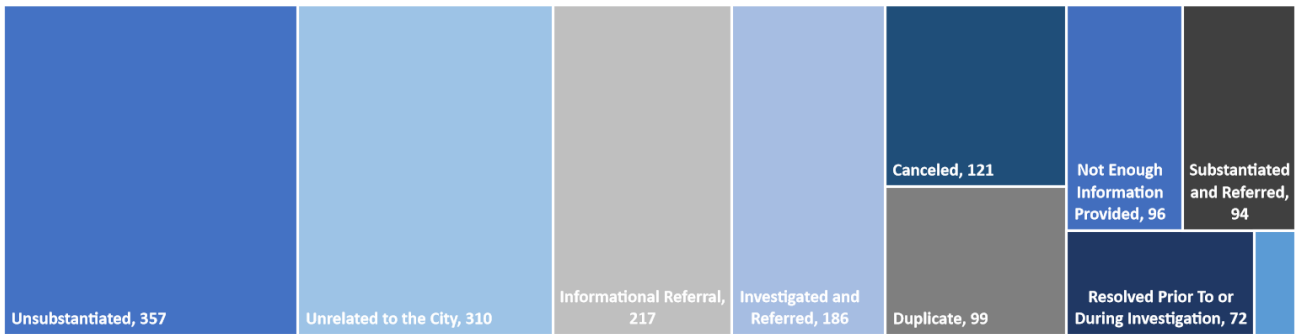 Unsubstantiated, 357
Unrelated to the City, 310
Informational Referral,
217
Investigated and
Referred, 186
Canceled, 121
Duplicate, 99
Not Enough
Information
Provided, 96
Substantiated
and Referred,
94
Resolved Prior To or
During Investigation, 72